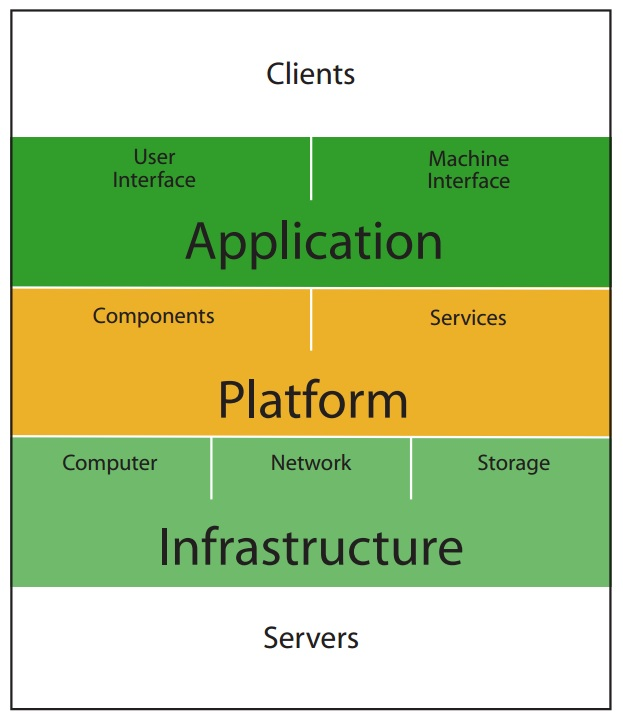 Clients
User
Interface
Machine
Interface
Application
Components
Services
Platform
Computer
Network
Storage
Infrastructure
Servers